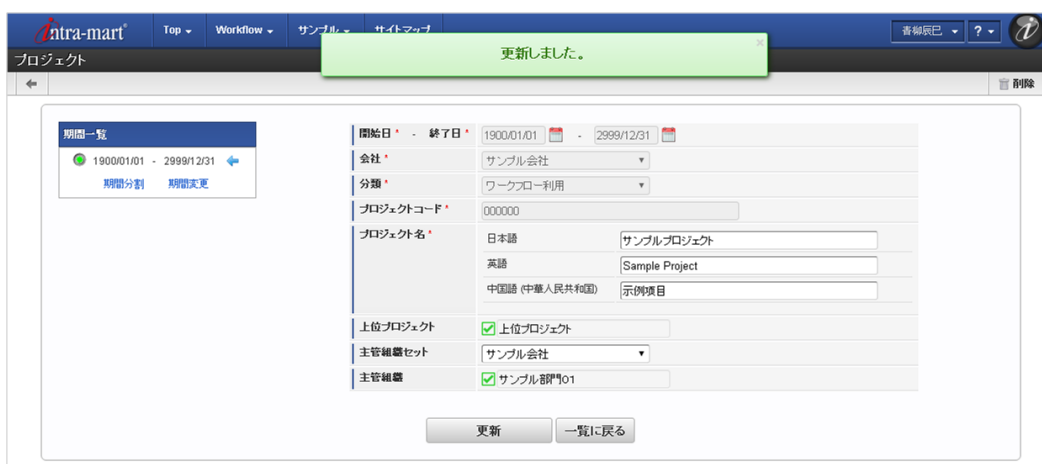 intra-mart Top Workflow サンプル サイトマップ 青柳辰巳 ?
更新しました。
プロジェクト
削除
期間一覧
1900/01/01 - 2999/12/31
期間分割 期間変更
開始日* - 終了日* 1900/01/01 - 2999/12/31
会社* サンプル会社
分類* ワークフロー利用
プロジェクトコード* 000000
プロジェクト名* 日本語 サンプルプロジェクト
英語 Sample Project
中国語 (中華人民共和国) 示例项目
上位プロジェクト 上位プロジェクト
主管組織セット サンプル会社
主管組織 サンプル部門01
更新 一覧に戻る